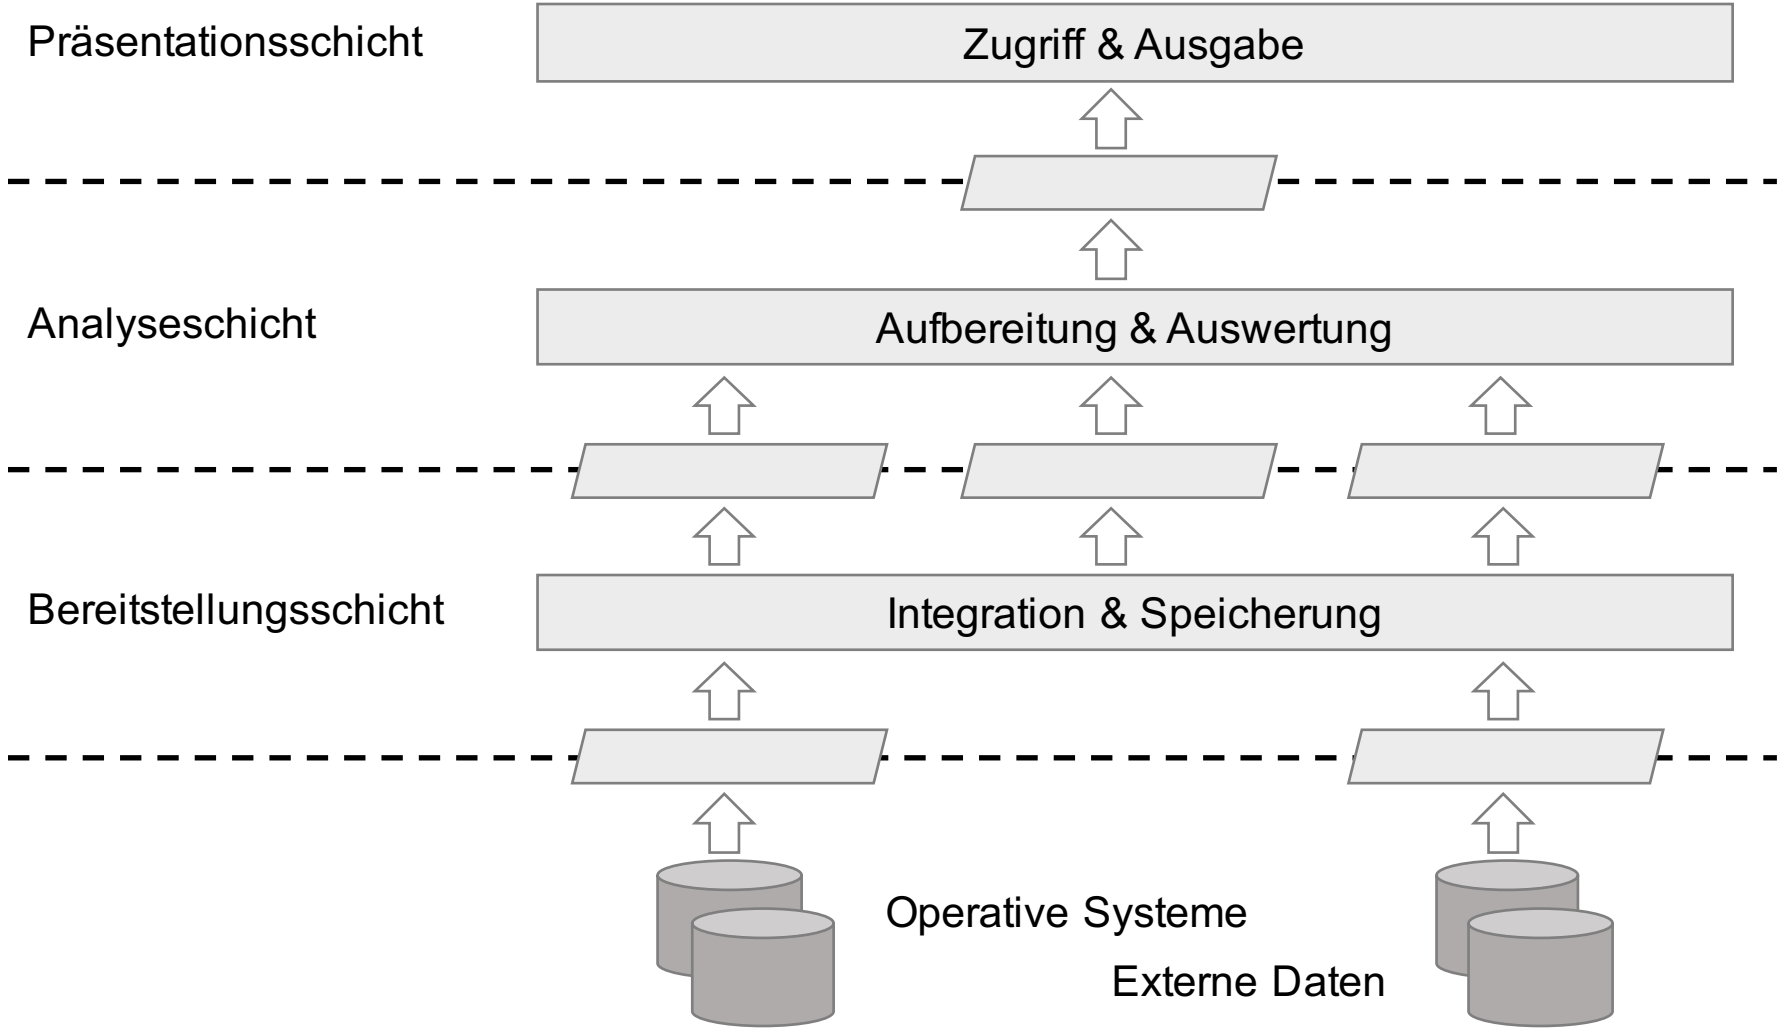 Präsentationsschicht
Zugriff & Ausgabe
Analyseschicht
Aufbereitung & Auswertung
Bereitstellungsschicht
Integration & Speicherung
Operative Systeme
Externe Daten